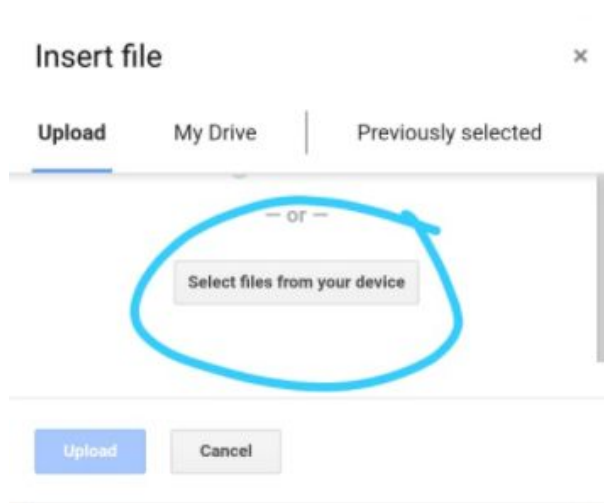 Insert file ×
Upload My Drive Previously selected
— or —
Select files from your device
Upload Cancel